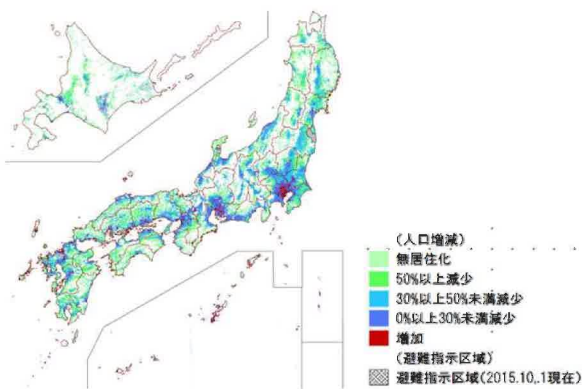 (人口増減)
無居住化
50%以上減少
30%以上50%未満減少
0%以上30%未満減少
増加
(避難指示区域)
避難指示区域(2015.10,.1現在)